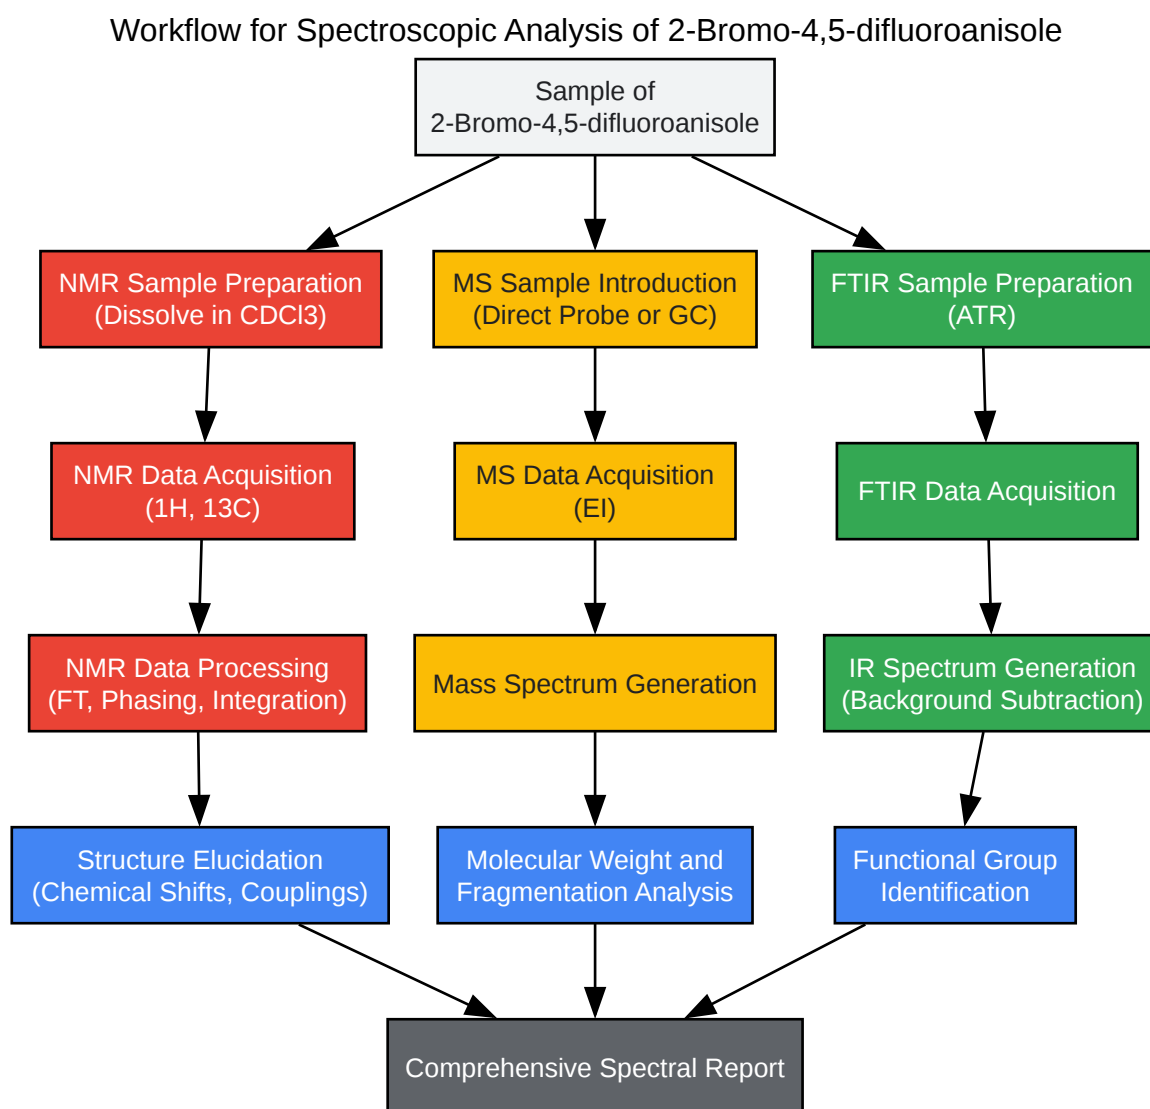 Workflow for Spectroscopic Analysis of 2-Bromo-4,5-difluoroanisole
Sample of
2-Bromo-4,5-difluoroanisole
NMR Sample Preparation
(Dissolve in CDCl3)
MS Sample Introduction
(Direct Probe or GC)
FTIR Sample Preparation
(ATR)
NMR Data Acquisition
(1H, 13C)
MS Data Acquisition
(EI)
FTIR Data Acquisition
NMR Data Processing
(FT, Phasing, Integration)
Mass Spectrum Generation
IR Spectrum Generation
(Background Subtraction)
Structure Elucidation
(Chemical Shifts, Couplings)
Molecular Weight and
Fragmentation Analysis
Functional Group
Identification
Comprehensive Spectral Report